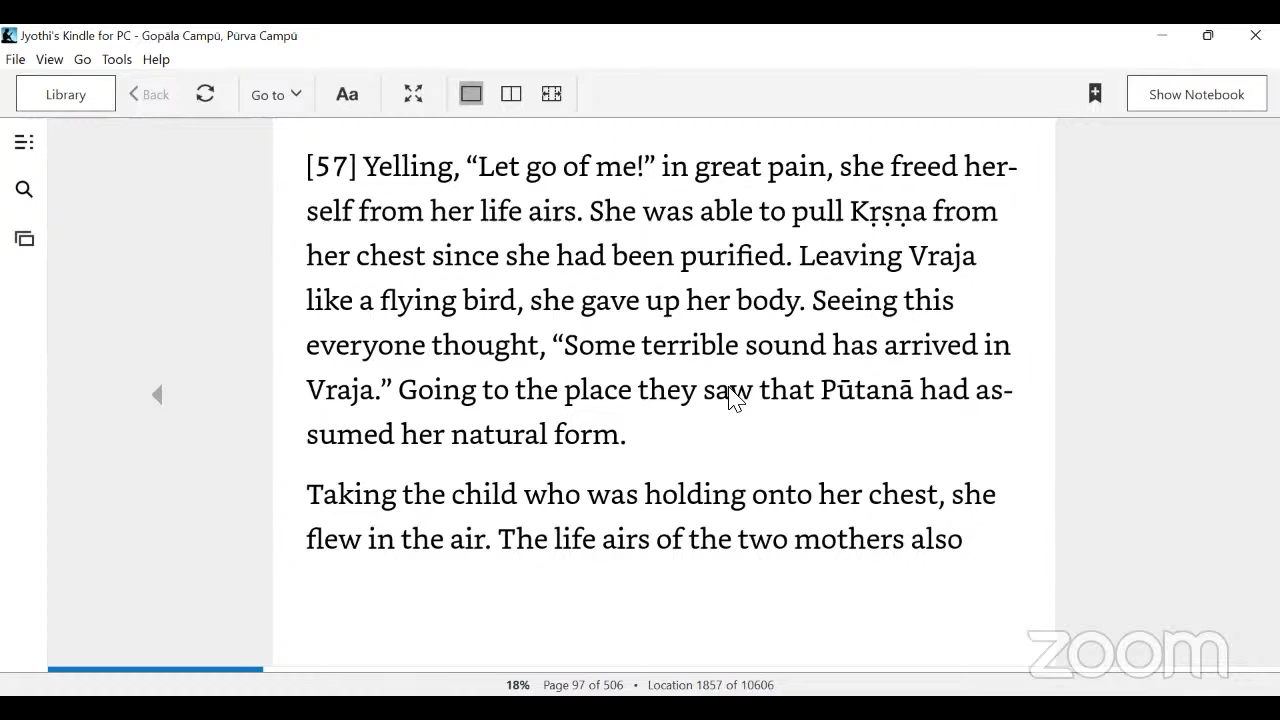 Jyothi's Kindle for PC - Gopāla Campū, Pūrva Campū
File View Go Tools Help
Library Back Go to Aa Show Notebook
[57] Yelling, “Let go of me!” in great pain, she freed her-
self from her life airs. She was able to pull Kṛṣṇa from
her chest since she had been purified. Leaving Vraja
like a flying bird, she gave up her body. Seeing this
everyone thought, “Some terrible sound has arrived in
Vraja.” Going to the place they saw that Pūtanā had as-
sumed her natural form.
Taking the child who was holding onto her chest, she
flew in the air. The life airs of the two mothers also
zoom
18% Page 97 of 506 • Location 1857 of 10606